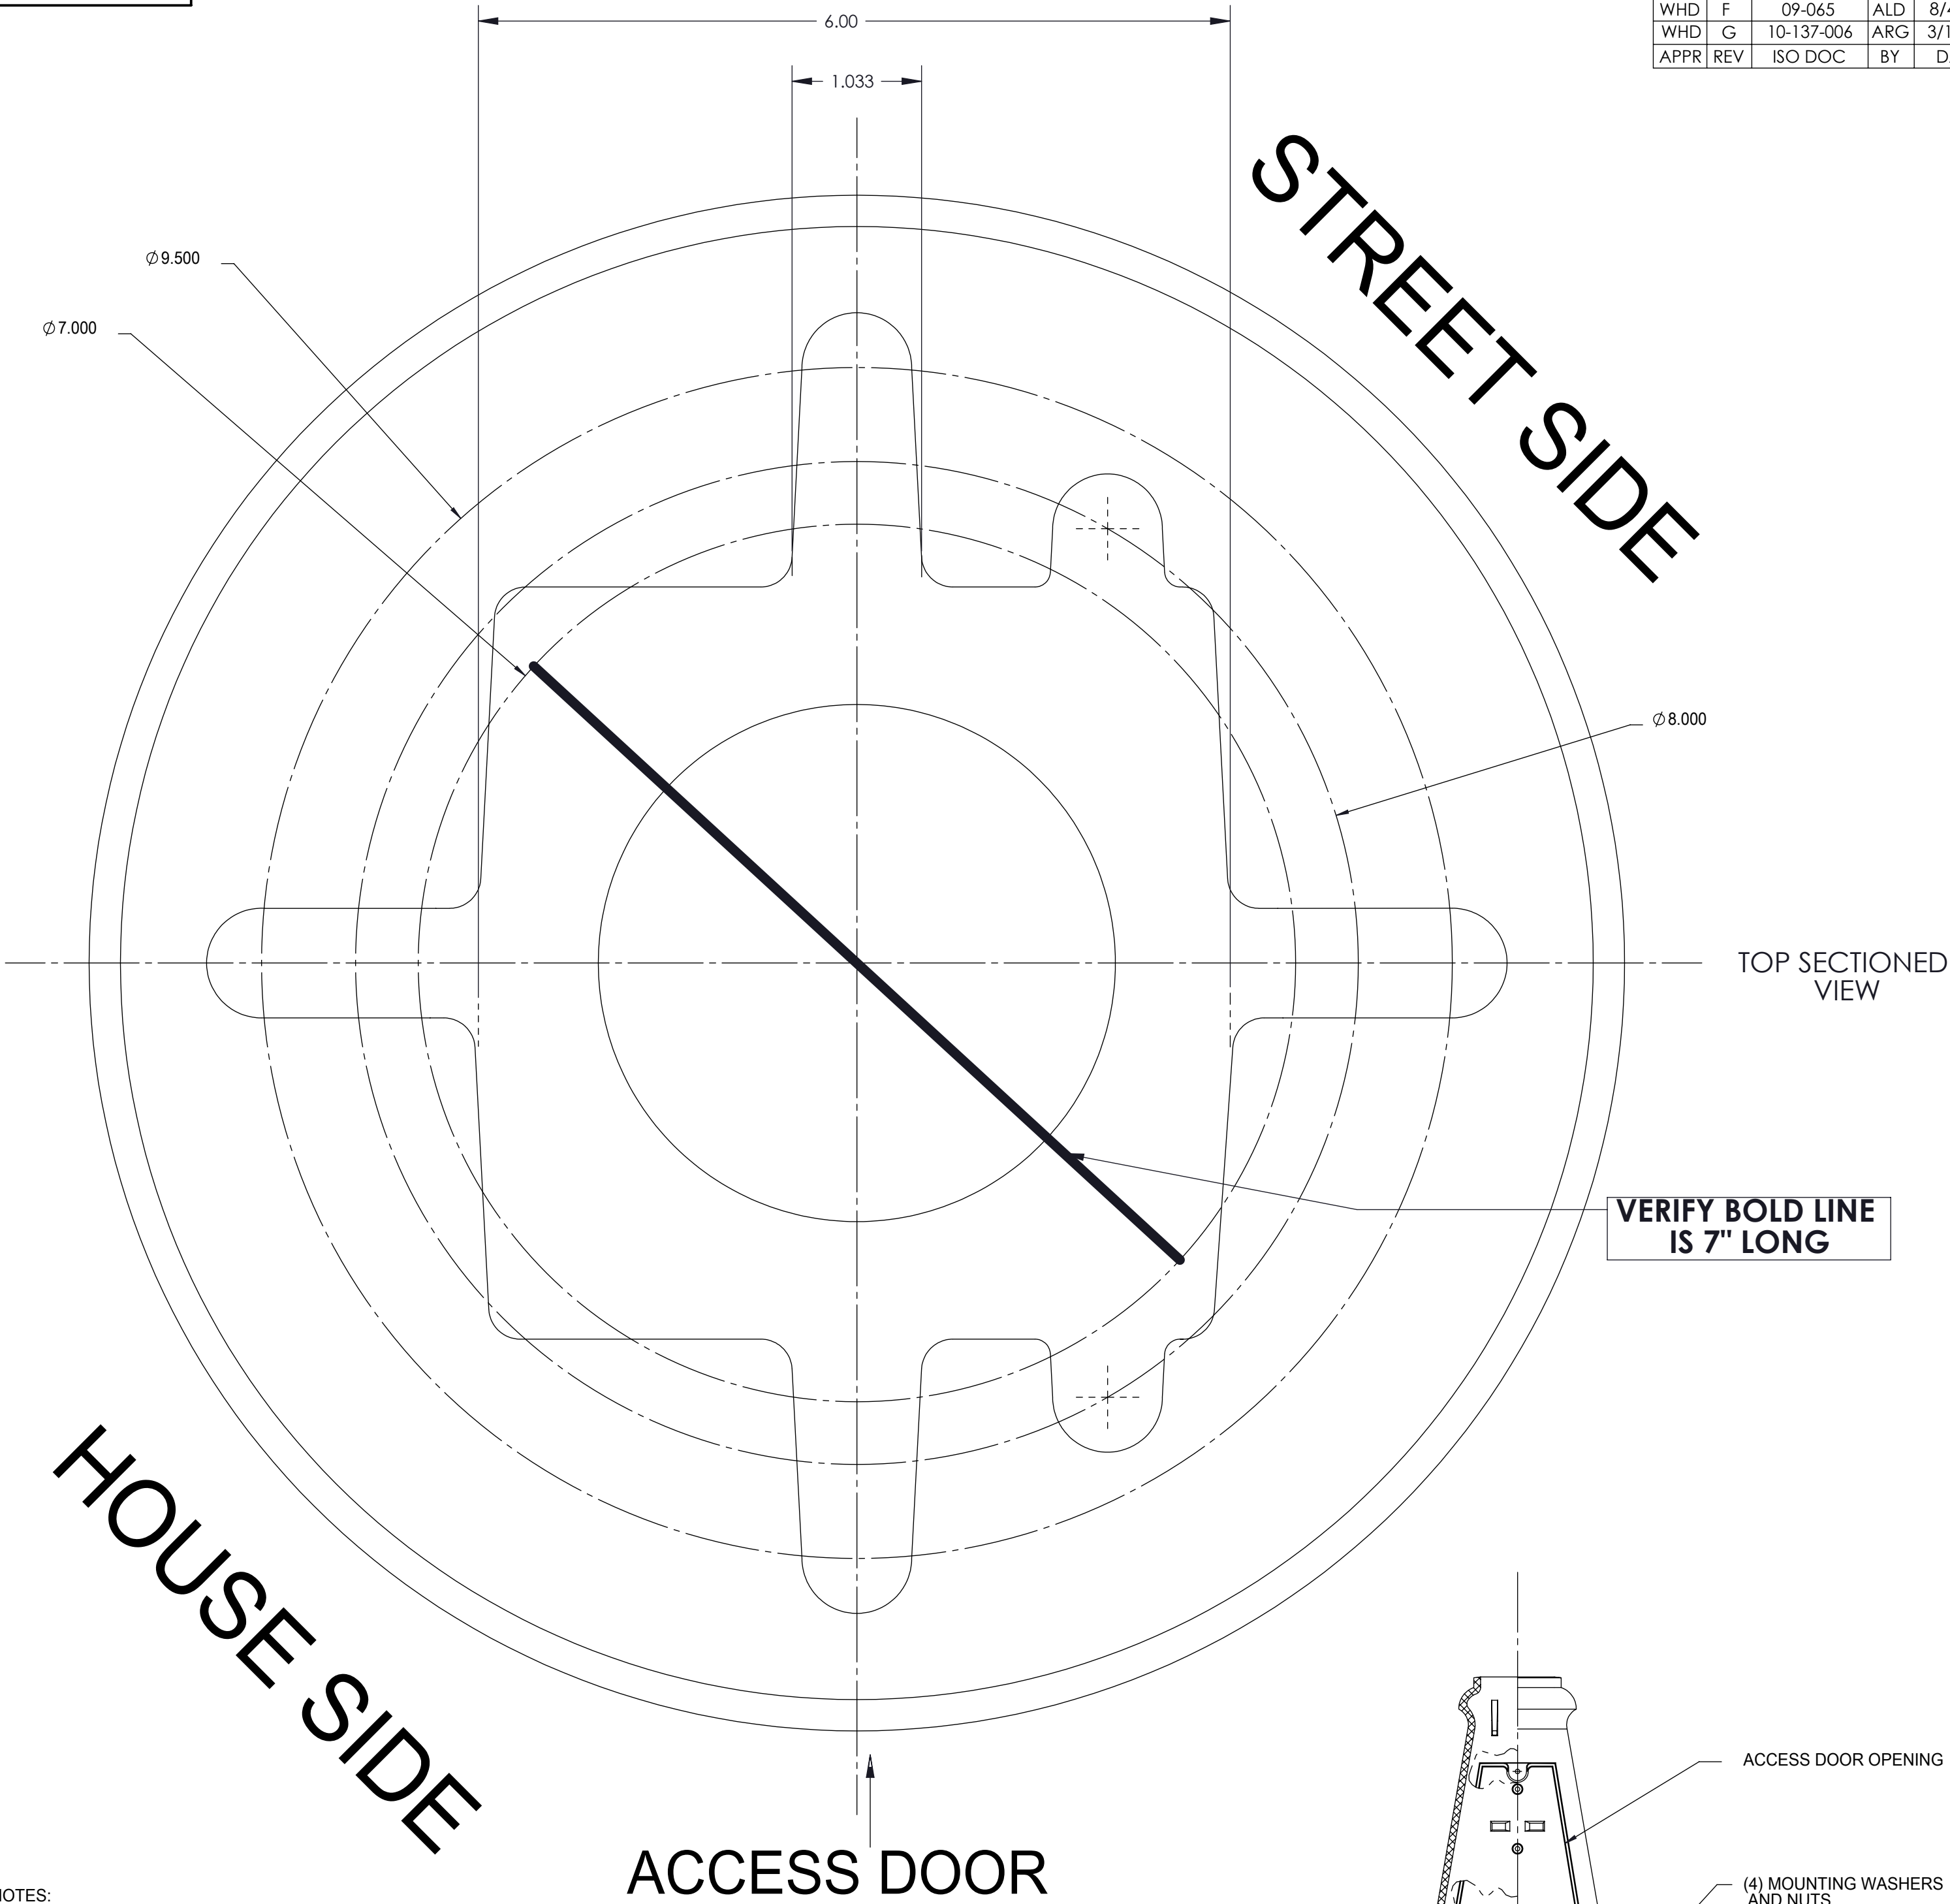 6.00
WHD F 09-065 ALD
WHD G 10-137-006 ARG
APPR REV ISO DOC BY
1.033
STREET SIDE
⌀9.500
⌀7.000
⌀8.000
TOP SECTIONED
VIEW
VERIFY BOLD LINE
IS 7" LONG
HOUSE SIDE
ACCESS DOOR
ACCESS DOOR OPENING
(4) MOUNTING WASHERS
AND NUTS
NOTES: